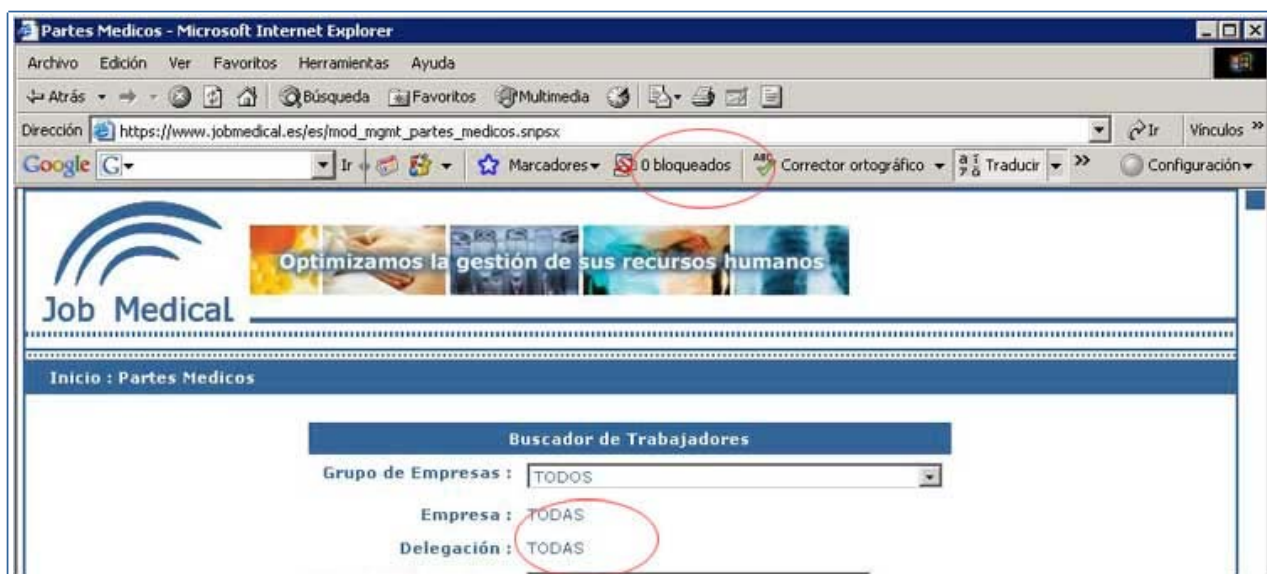 Partes Medicos - Microsoft Internet Explorer
Archivo Edición Ver Favoritos Herramientas Ayuda
Atrás Búsqueda Favoritos Multimedia
Dirección https://www.jobmedical.es/es/mod_mgmt_partes_medicos.snpsx Ir Vínculos »
Google G Ir Marcadores 0 bloqueados ABC Corrector ortográfico Traducir » Configuración
Optimizamos la gestión de sus recursos humanos
Job Medical
Inicio : Partes Medicos
Buscador de Trabajadores
Grupo de Empresas : TODOS
Empresa : TODAS
Delegación : TODAS